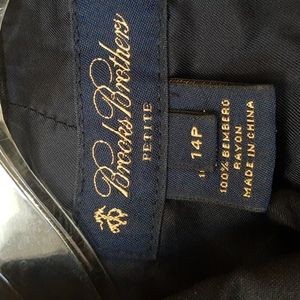 Brooks Brothers
PETITE
14P
100% BEMBERG
RAYON
MADE IN CHINA